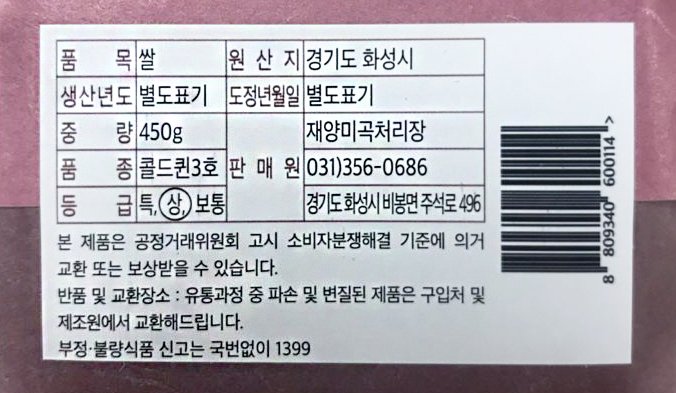 품 목 쌀 원 산 지 경기도 화성시
생산년도 별도표기 도정년월일 별도표기
중 량 450g 재양미곡처리장
품 종 콜드퀸3호 판 매 원 031)356-0686
등 급 특, 상, 보통 경기도 화성시 비봉면 주석로 496
본 제품은 공정거래위원회 고시 소비자분쟁해결 기준에 의거
교환 또는 보상받을 수 있습니다.
반품 및 교환장소 : 유통과정 중 파손 및 변질된 제품은 구입처 및
제조원에서 교환해드립니다.
부정·불량식품 신고는 국번없이 1399
8 809340 600114 >